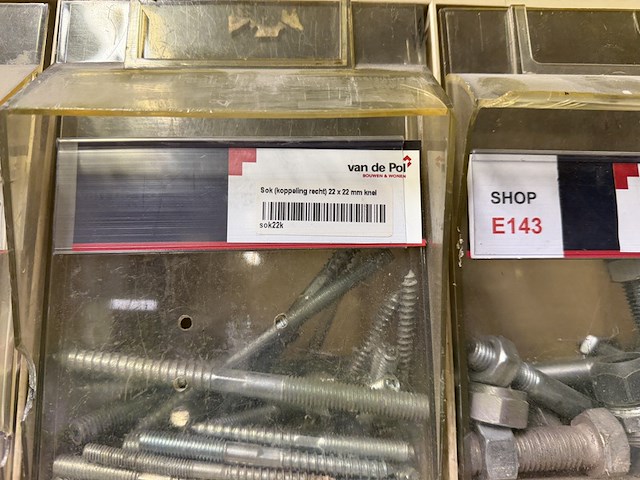 van de Pol
BOUWEN & WONEN
Sok (koppeling recht) 22 x 22 mm knel
sok22k
SHOP
E143